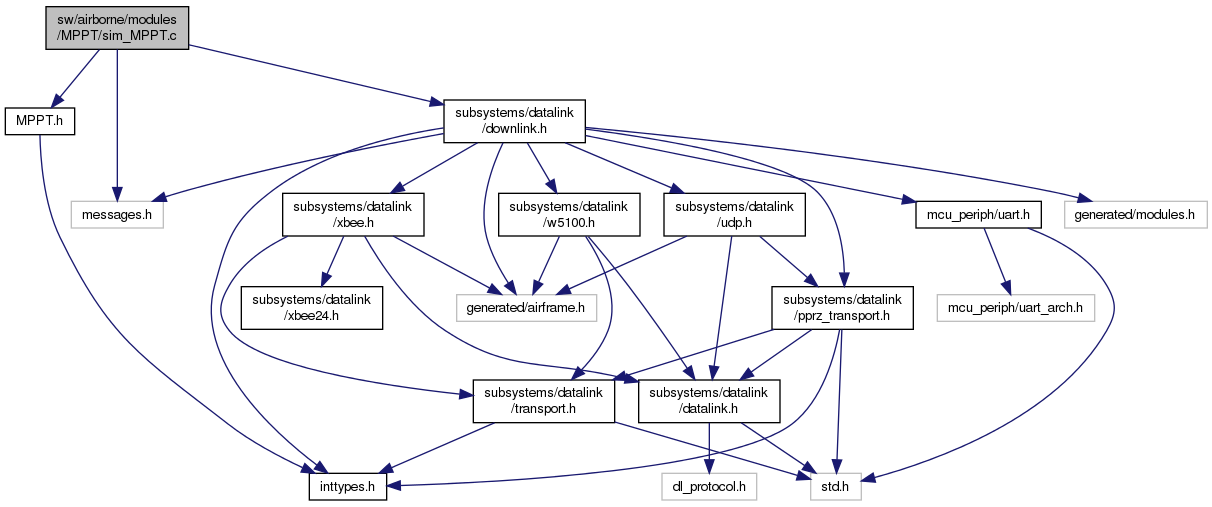 sw/airborne/modules
/MPPT/sim_MPPT.c
MPPT.h
subsystems/datalink
/downlink.h
messages.h
subsystems/datalink
/xbee.h
subsystems/datalink
/w5100.h
subsystems/datalink
/udp.h
mcu_periph/uart.h
generated/modules.h
subsystems/datalink
/xbee24.h
generated/airframe.h
subsystems/datalink
/pprz_transport.h
mcu_periph/uart_arch.h
subsystems/datalink
/transport.h
subsystems/datalink
/datalink.h
inttypes.h
dl_protocol.h
std.h